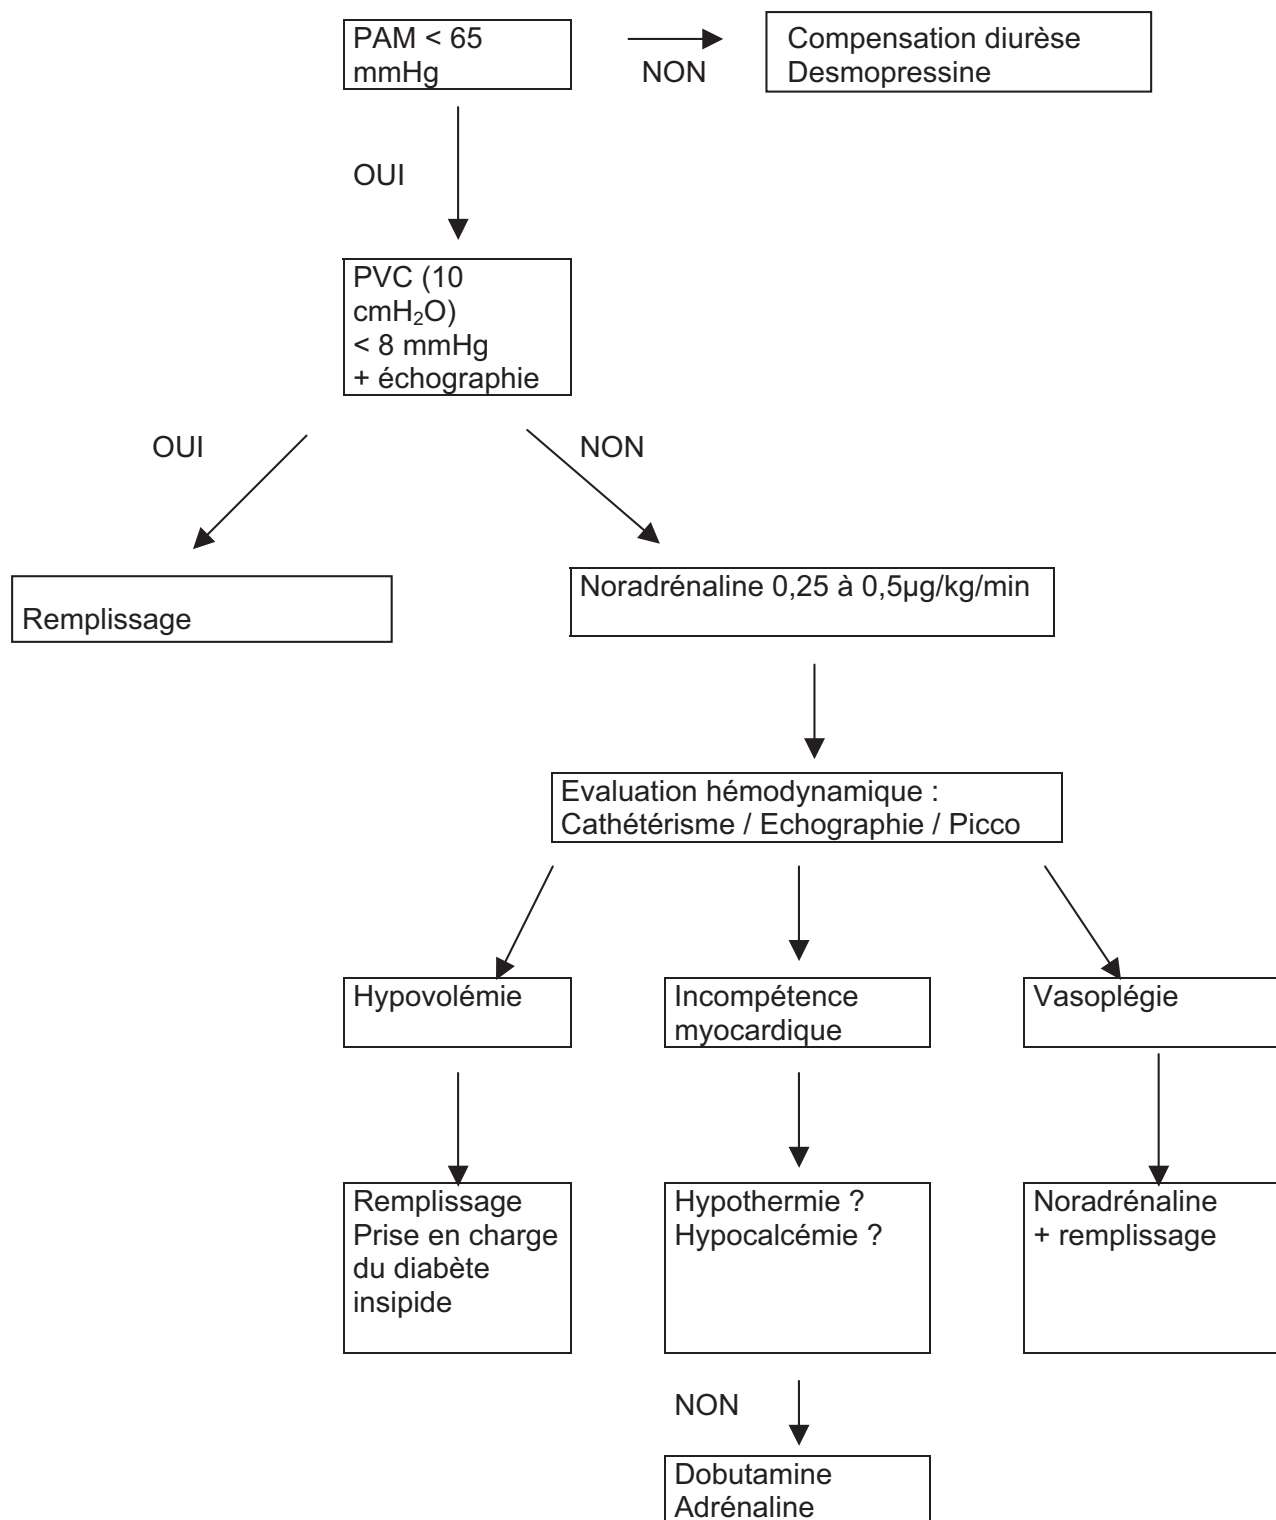 PAM < 65
mmHg
NON
Compensation diurèse
Desmopressine
OUI
PVC (10
cmH₂O)
< 8 mmHg
+ échographie
OUI
NON
Remplissage
Noradrénaline 0,25 à 0,5µg/kg/min
Evaluation hémodynamique :
Cathétérisme / Echographie / Picco
Hypovolémie
Incompétence
myocardique
Vasoplégie
Remplissage
Prise en charge
du diabète
insipide
Hypothermie ?
Hypocalcémie ?
Noradrénaline
+ remplissage
NON
Dobutamine
Adrénaline